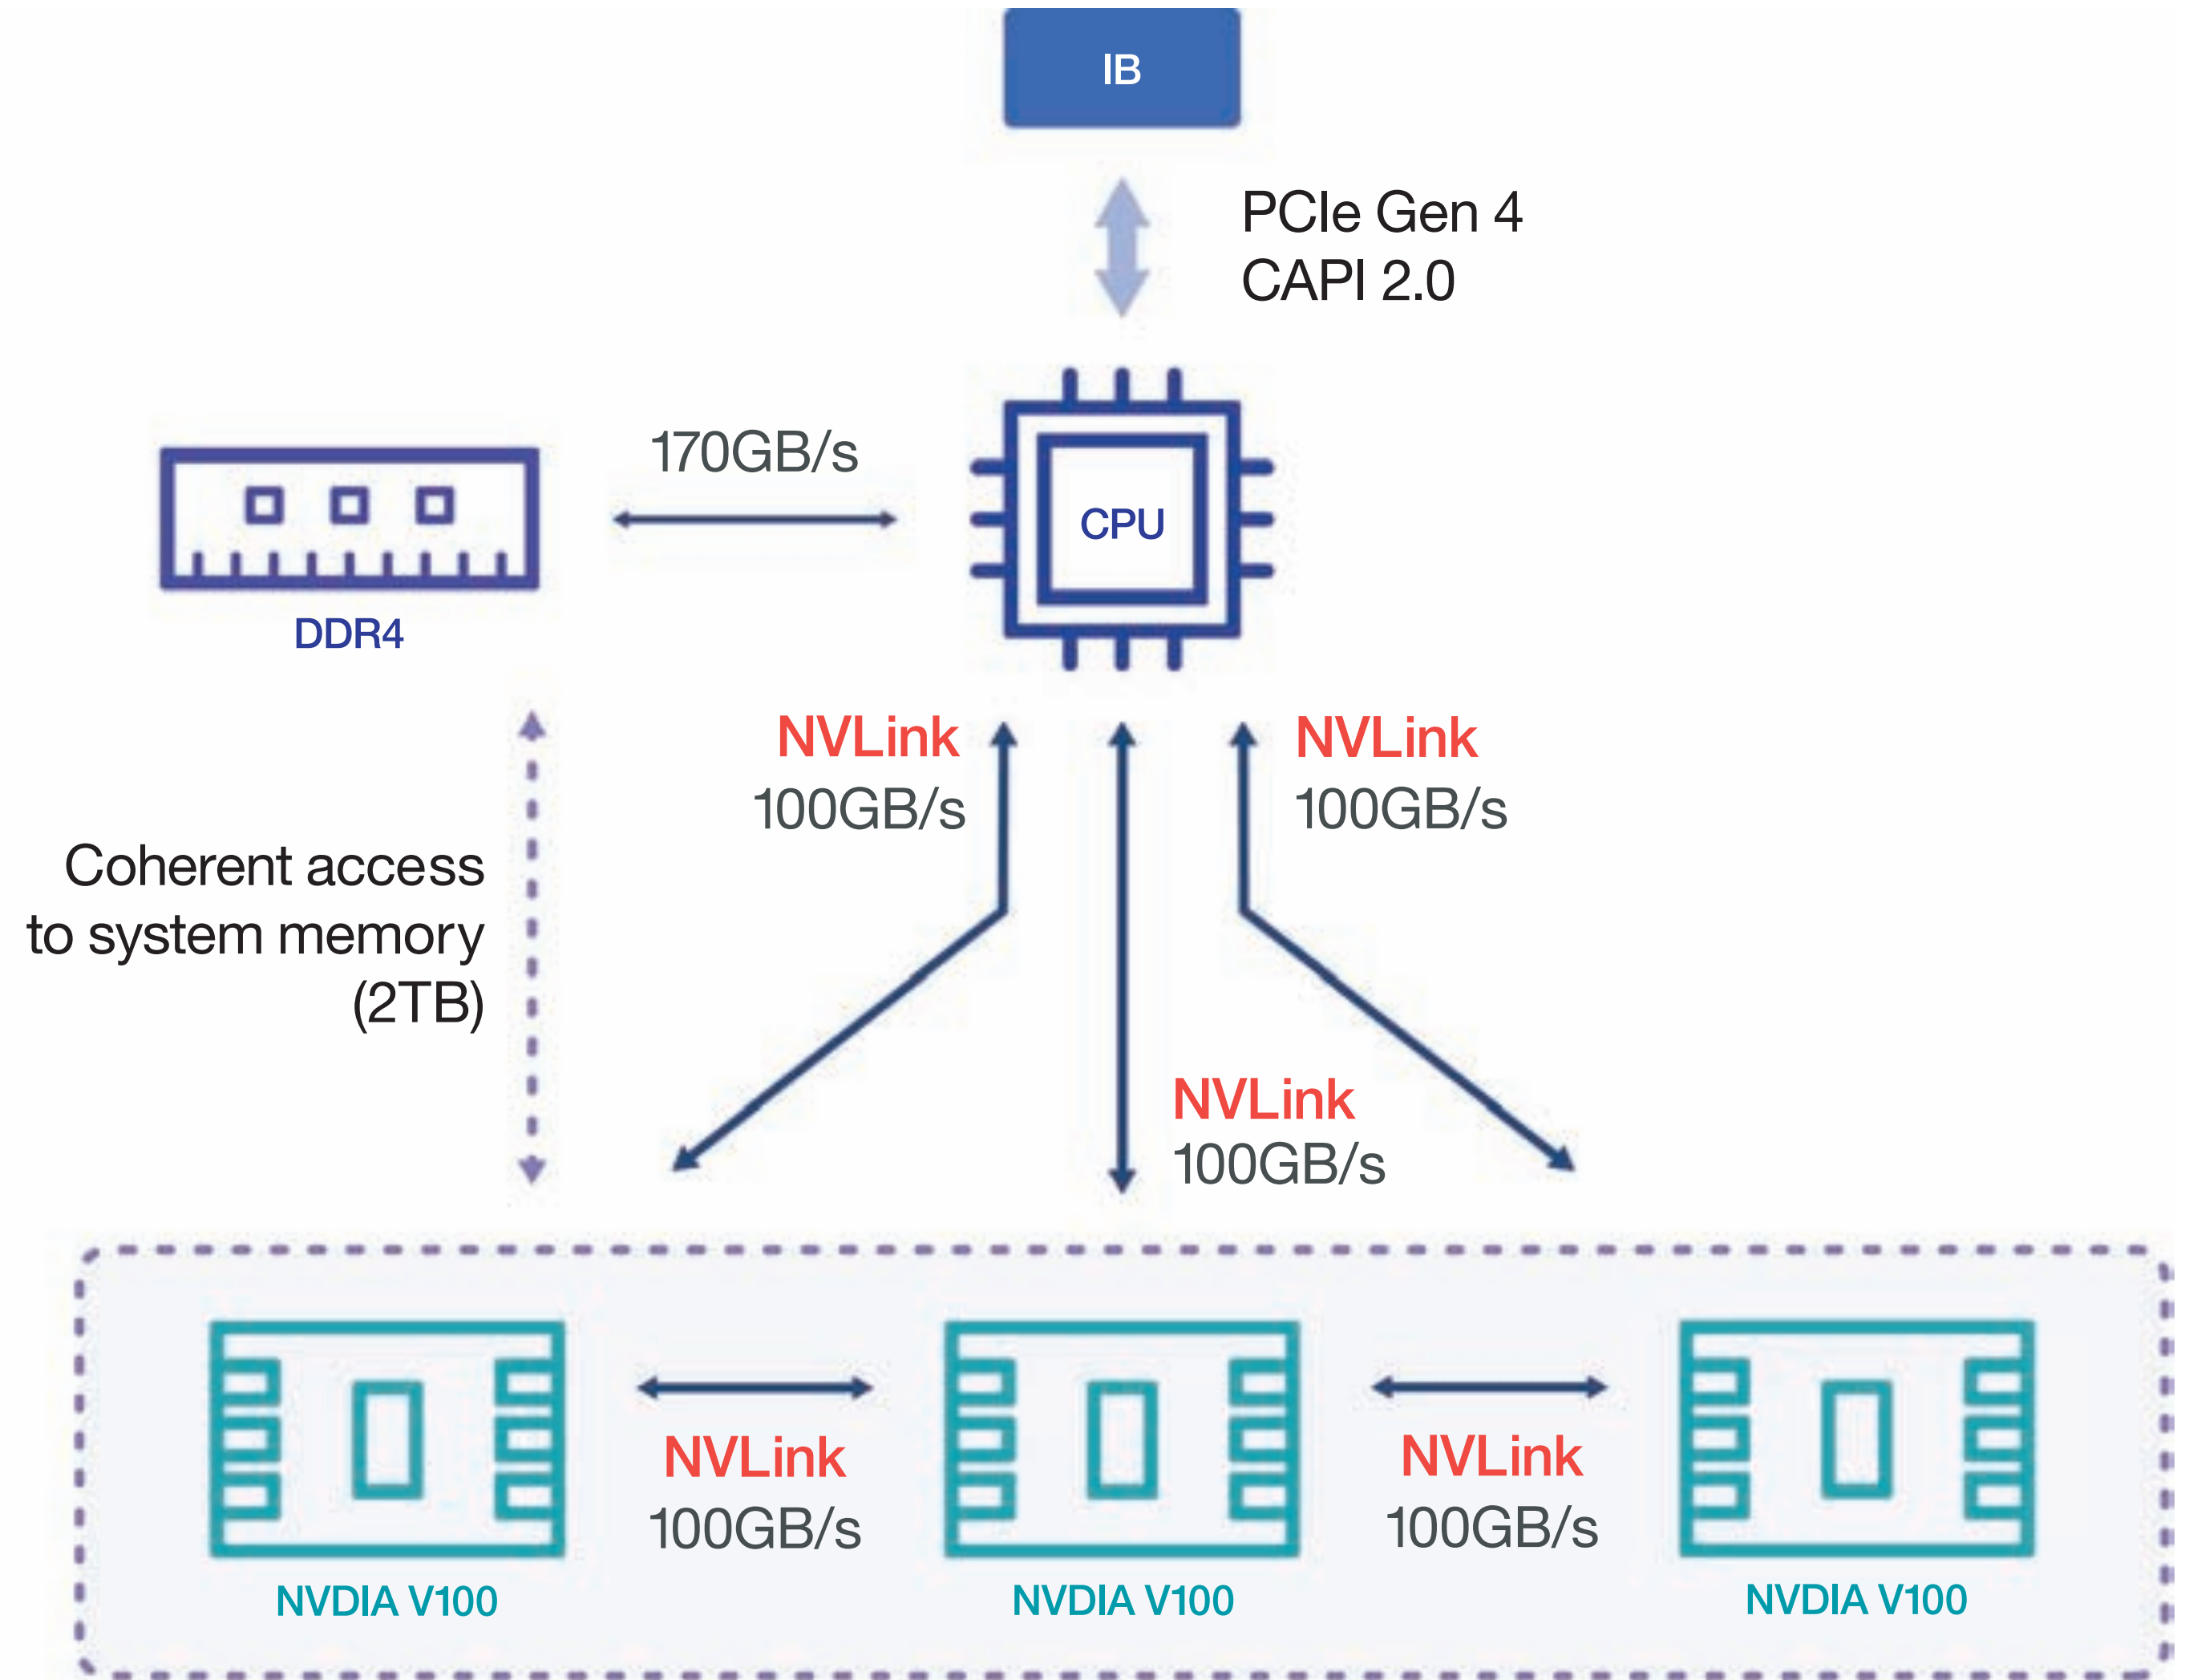 IB
PCIe Gen 4
CAPI 2.0
170GB/s
CPU
DDR4
NVLink
100GB/s
NVLink
100GB/s
Coherent access
to system memory
(2TB)
NVLink
100GB/s
NVLink
100GB/s
NVLink
100GB/s
NVDIA V100
NVDIA V100
NVDIA V100